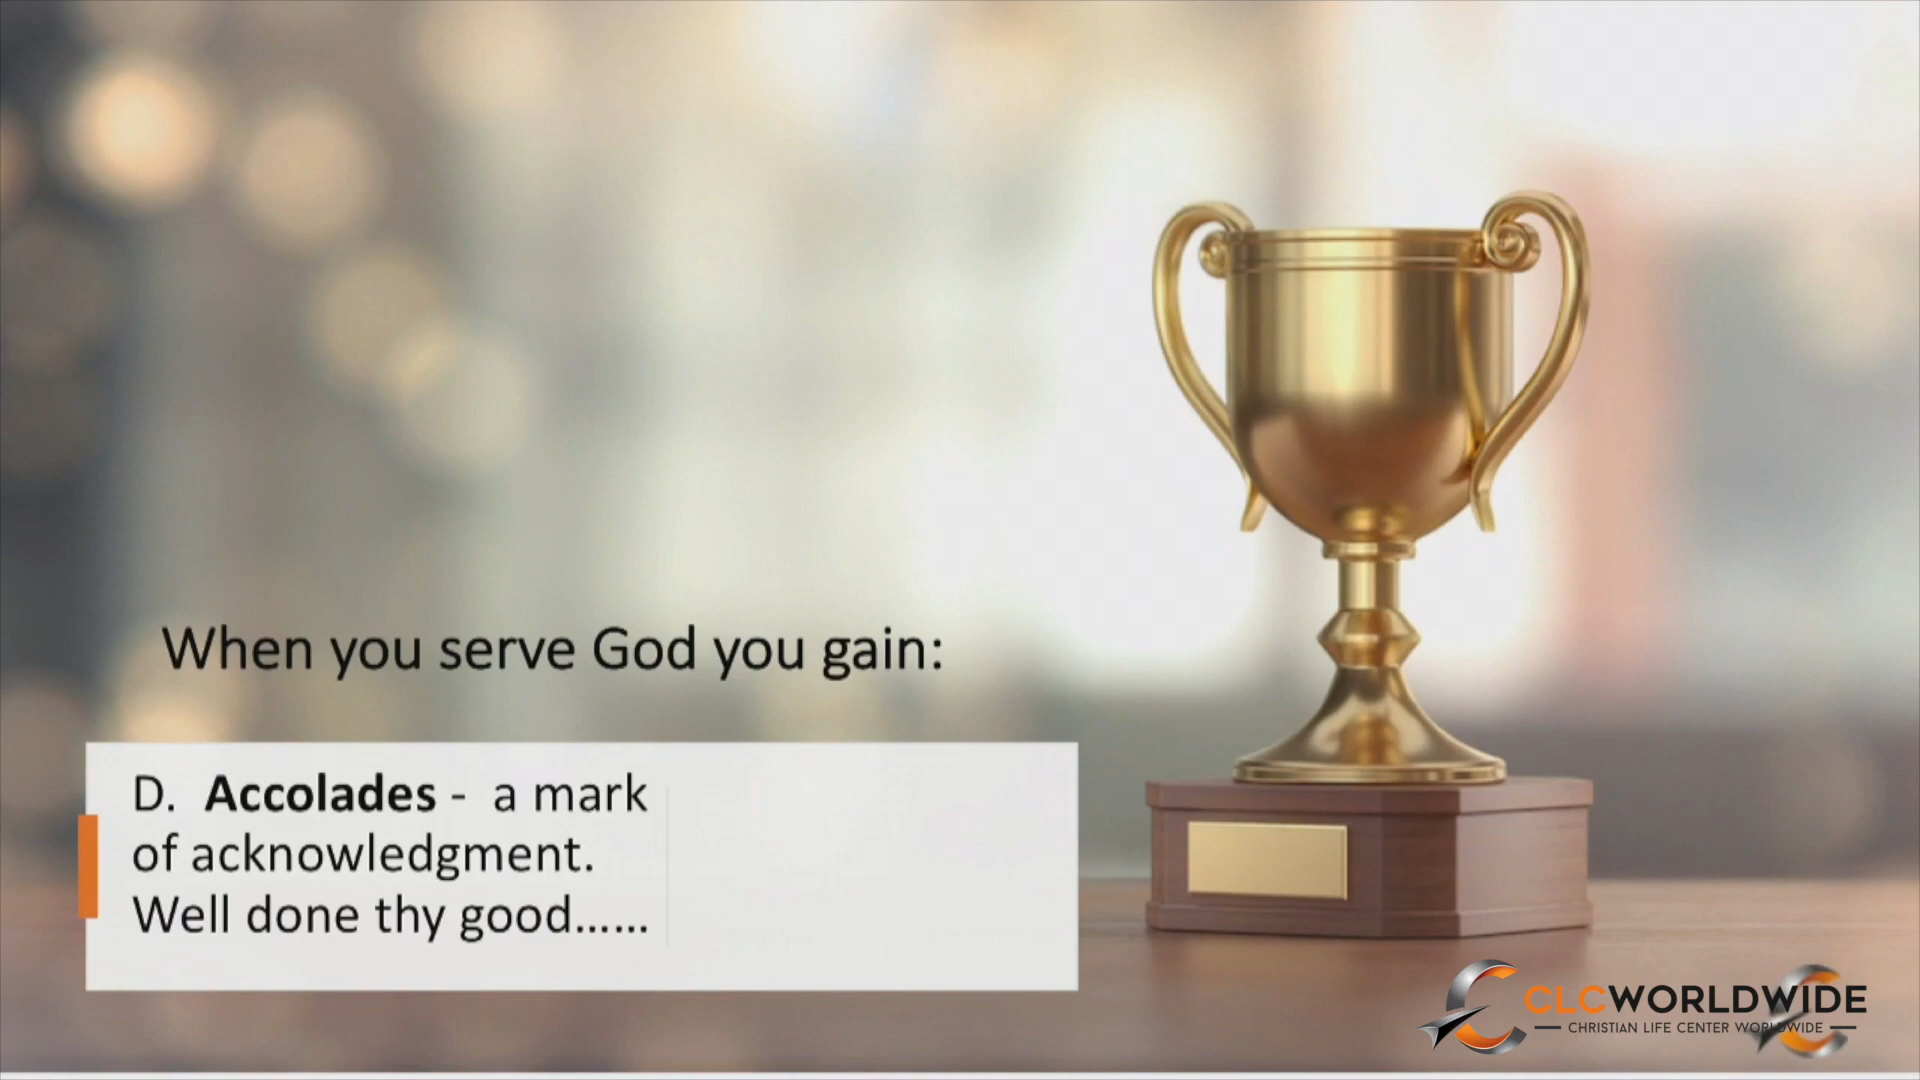 When you serve God you gain:
D. Accolades - a mark
of acknowledgment.
Well done thy good......
CLCWORLDWIDE
CHRISTIAN LIFE CENTER WORLDWIDE